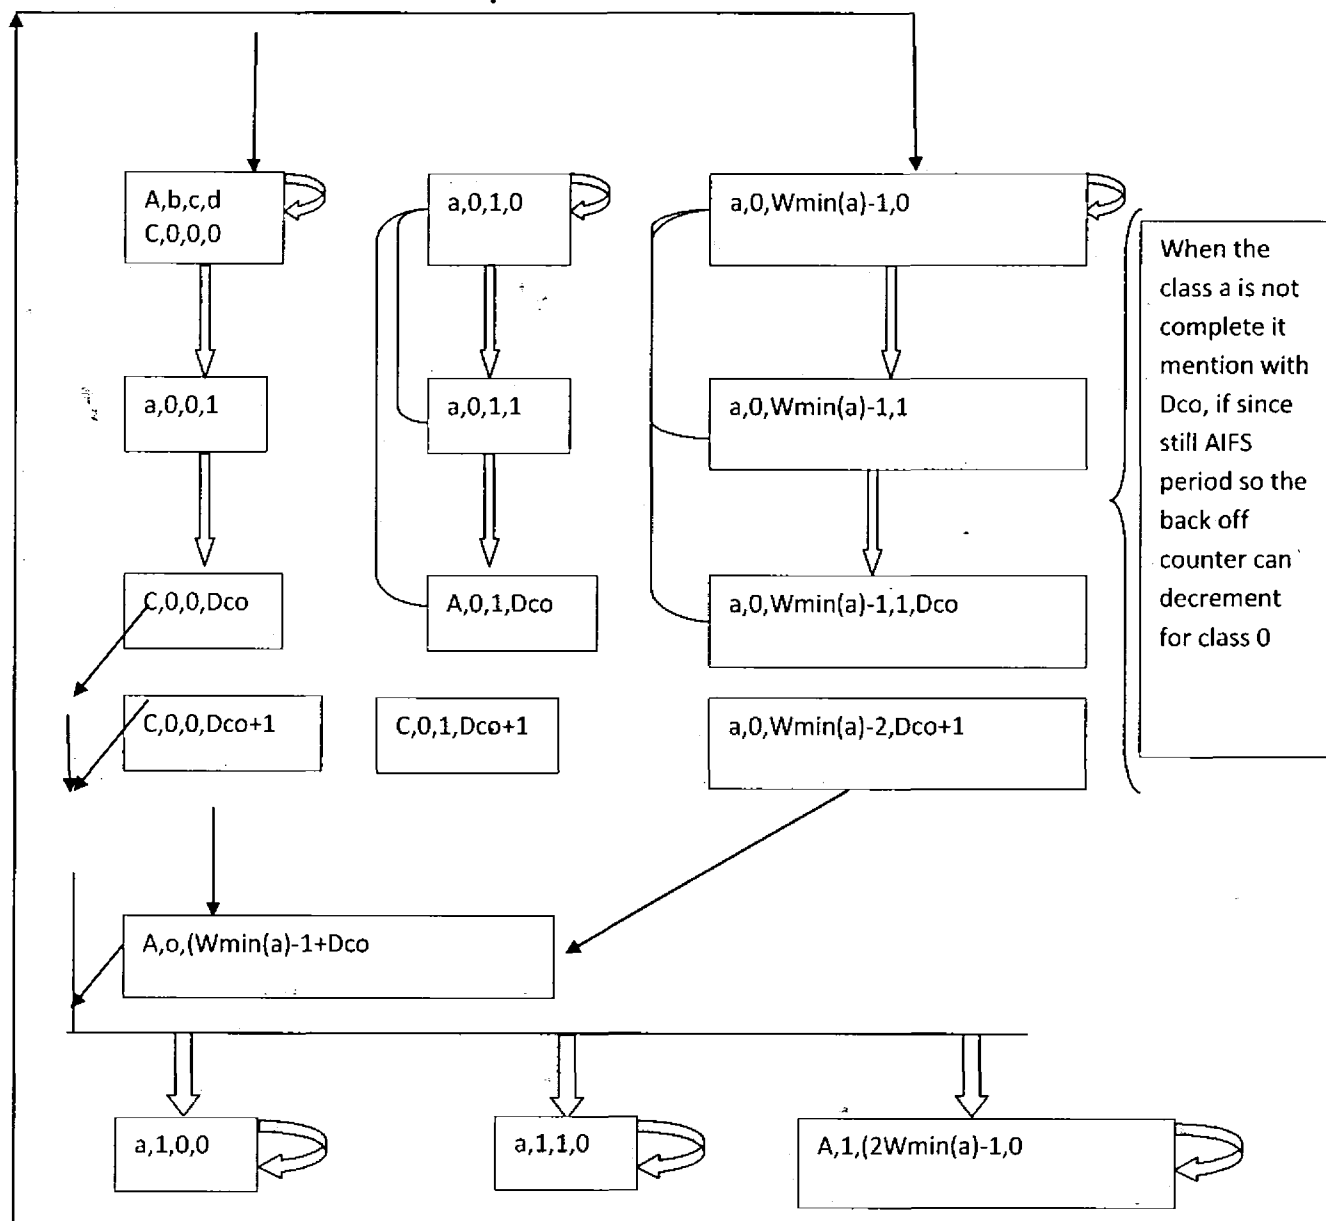 A,b,c,d
C,0,0,0
a,0,1,0
a,0,Wmin(a)-1,0
When the
class a is not
complete it
mention with
Dco, if since
still AIFS
period so the
back off
counter can
decrement
for class 0
a,0,0,1
a,0,1,1
a,0,Wmin(a)-1,1
C,0,0,Dco
A,0,1,Dco
a,0,Wmin(a)-1,1,Dco
C,0,0,Dco+1
C,0,1,Dco+1
a,0,Wmin(a)-2,Dco+1
A,o,(Wmin(a)-1+Dco
a,1,0,0
a,1,1,0
A,1,(2Wmin(a)-1,0